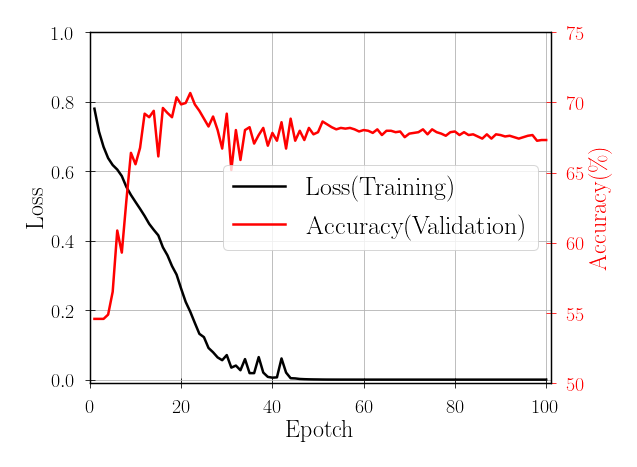 1.0
0.8
0.6
0.4
0.2
0.0
Loss
0 20 40 60 80 100
Epotch
75
70
65
60
55
50
Accuracy(%)
Loss(Training)
Accuracy(Validation)